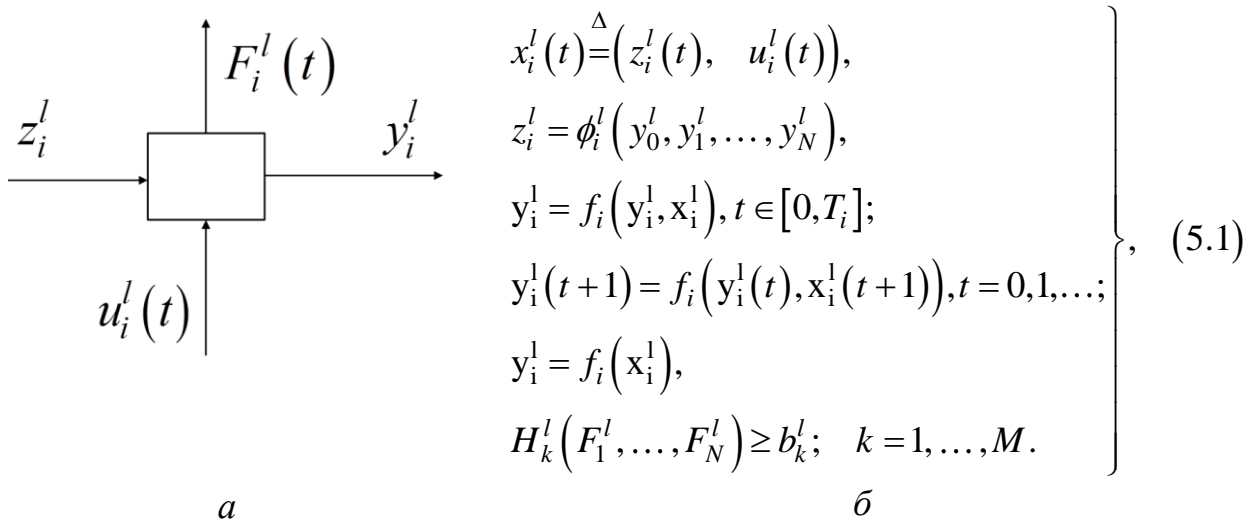 F_i^l (t)
z_i^l
y_i^l
u_i^l (t)
x_i^l(t) ≜ (z_i^l(t), u_i^l(t)),
z_i^l = ϕ_i^l (y_0^l, y_1^l, …, y_N^l),
y_i^l = f_i (y_i^l, x_i^l), t ∈ [0, T_i];
y_i^l (t+1) = f_i (y_i^l (t), x_i^l (t+1)), t = 0,1,…;
y_i^l = f_i (x_i^l),
H_k^l (F_1^l, …, F_N^l) ≥ b_k^l; k = 1, …, M.
}, (5.1)
а
б